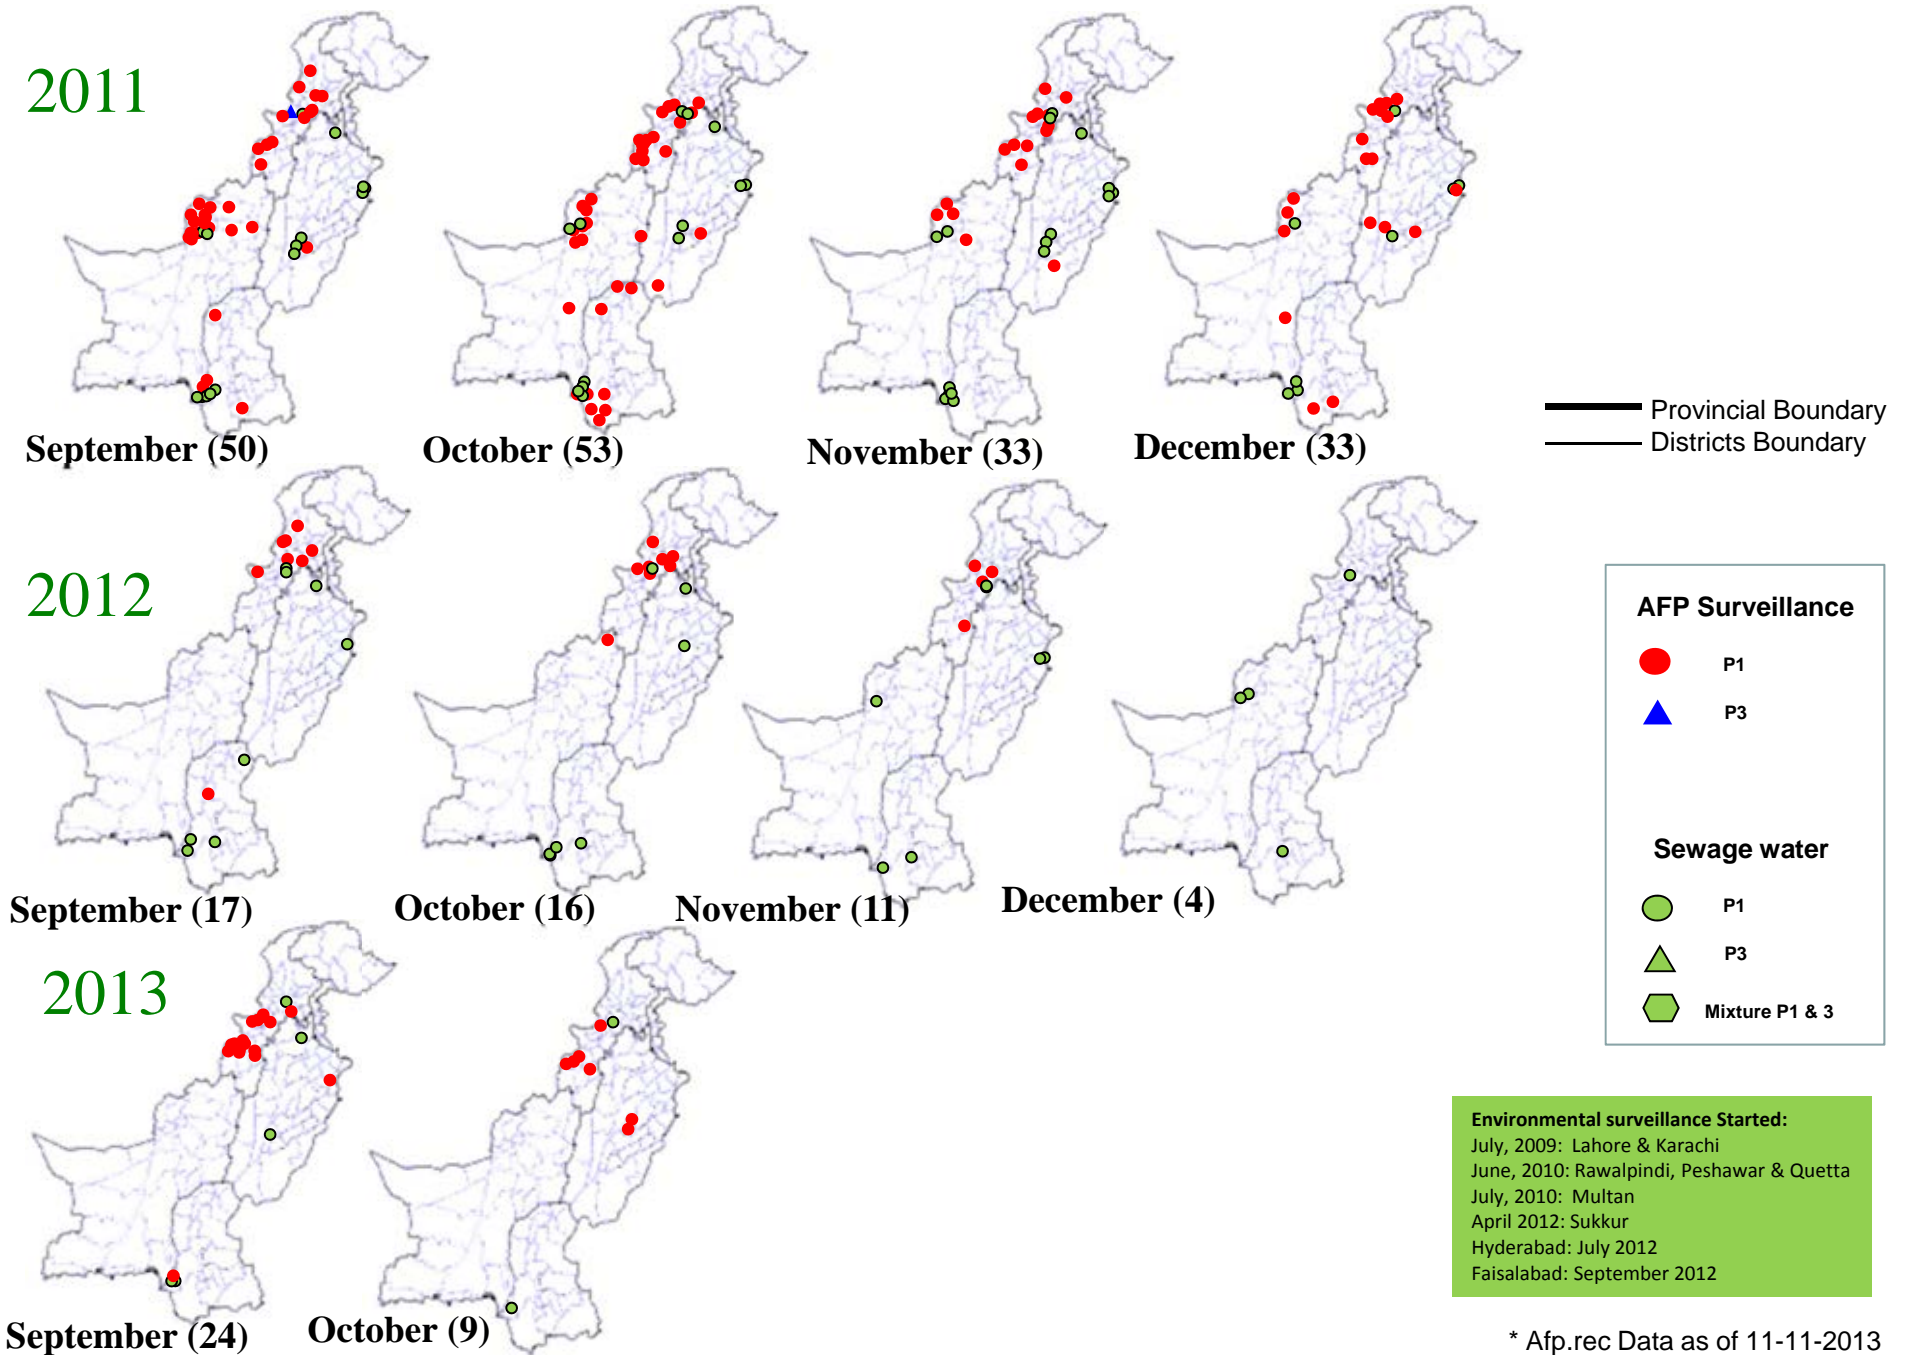 2011
September (50)
October (53)
November (33)
December (33)
Provincial Boundary
Districts Boundary
2012
September (17)
October (16)
November (11)
December (4)
AFP Surveillance
P1
P3
Sewage water
P1
P3
Mixture P1 & 3
2013
September (24)
October (9)
Environmental surveillance Started:
July, 2009: Lahore & Karachi
June, 2010: Rawalpindi, Peshawar & Quetta
July, 2010: Multan
April 2012: Sukkur
Hyderabad: July 2012
Faisalabad: September 2012
* Afp.rec Data as of 11-11-2013